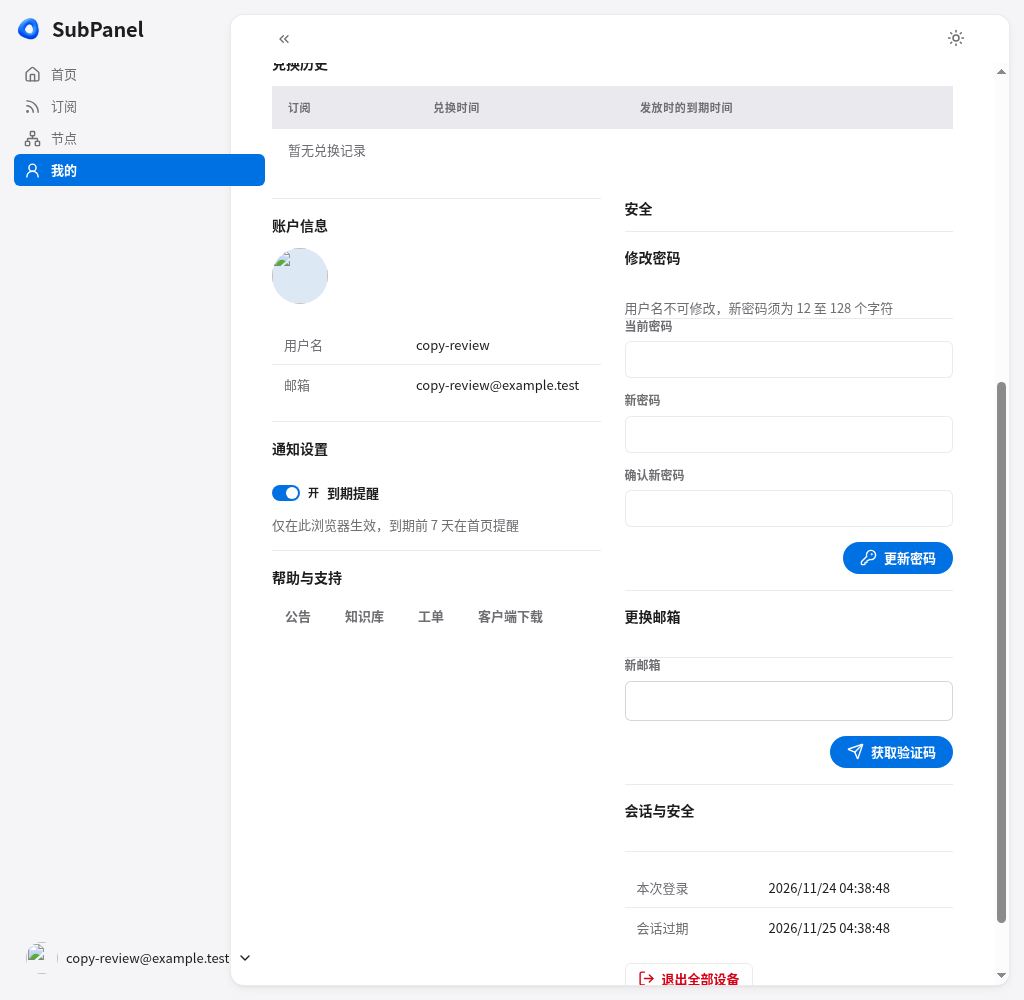 SubPanel
首页
订阅
节点
我的
copy-review@example.test
兑换历史
订阅 兑换时间 发放时的到期时间
暂无兑换记录
账户信息
用户名 copy-review
邮箱 copy-review@example.test
通知设置
开 到期提醒
仅在此浏览器生效，到期前 7 天在首页提醒
帮助与支持
公告 知识库 工单 客户端下载
安全
修改密码
用户名不可修改，新密码须为 12 至 128 个字符
当前密码
新密码
确认新密码
更新密码
更换邮箱
新邮箱
获取验证码
会话与安全
本次登录 2026/11/24 04:38:48
会话过期 2026/11/25 04:38:48
退出全部设备